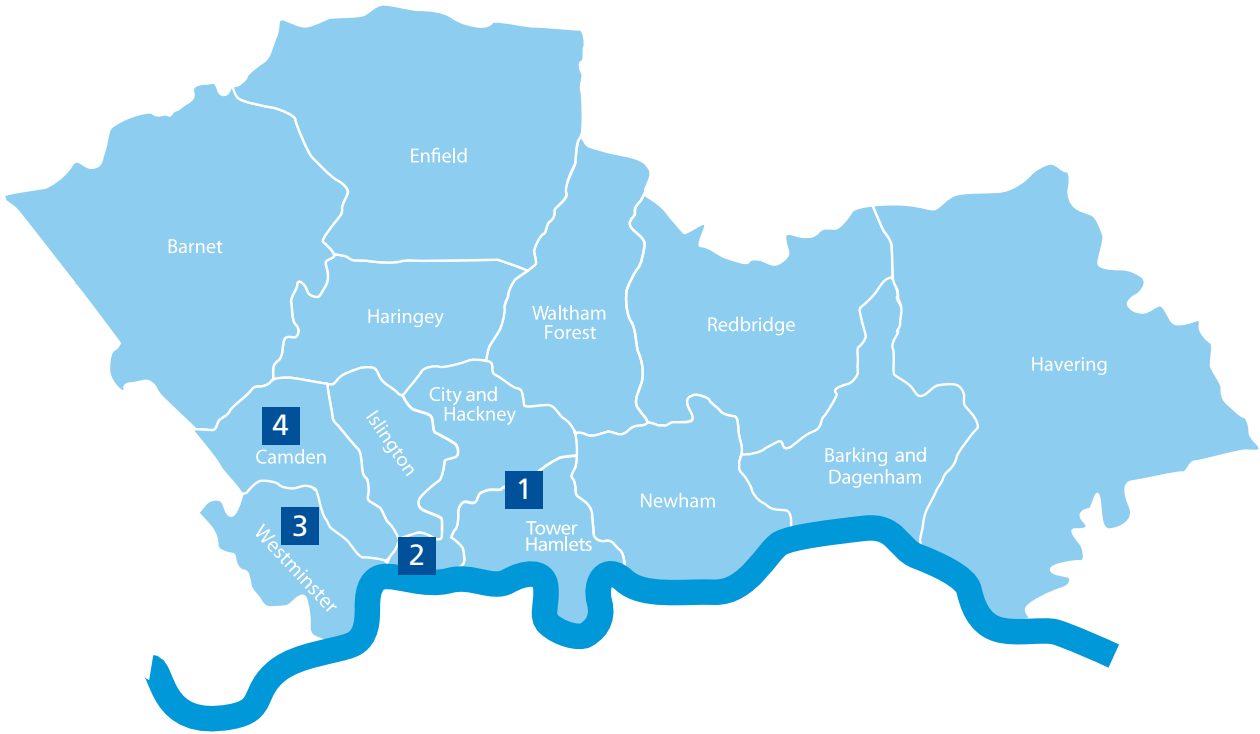 Enfield
Barnet
Haringey
Waltham
Forest
Redbridge
Havering
City and
Hackney
Islington
4
Camden
Barking and
Dagenham
1
Newham
3
Westminster
Tower
Hamlets
2